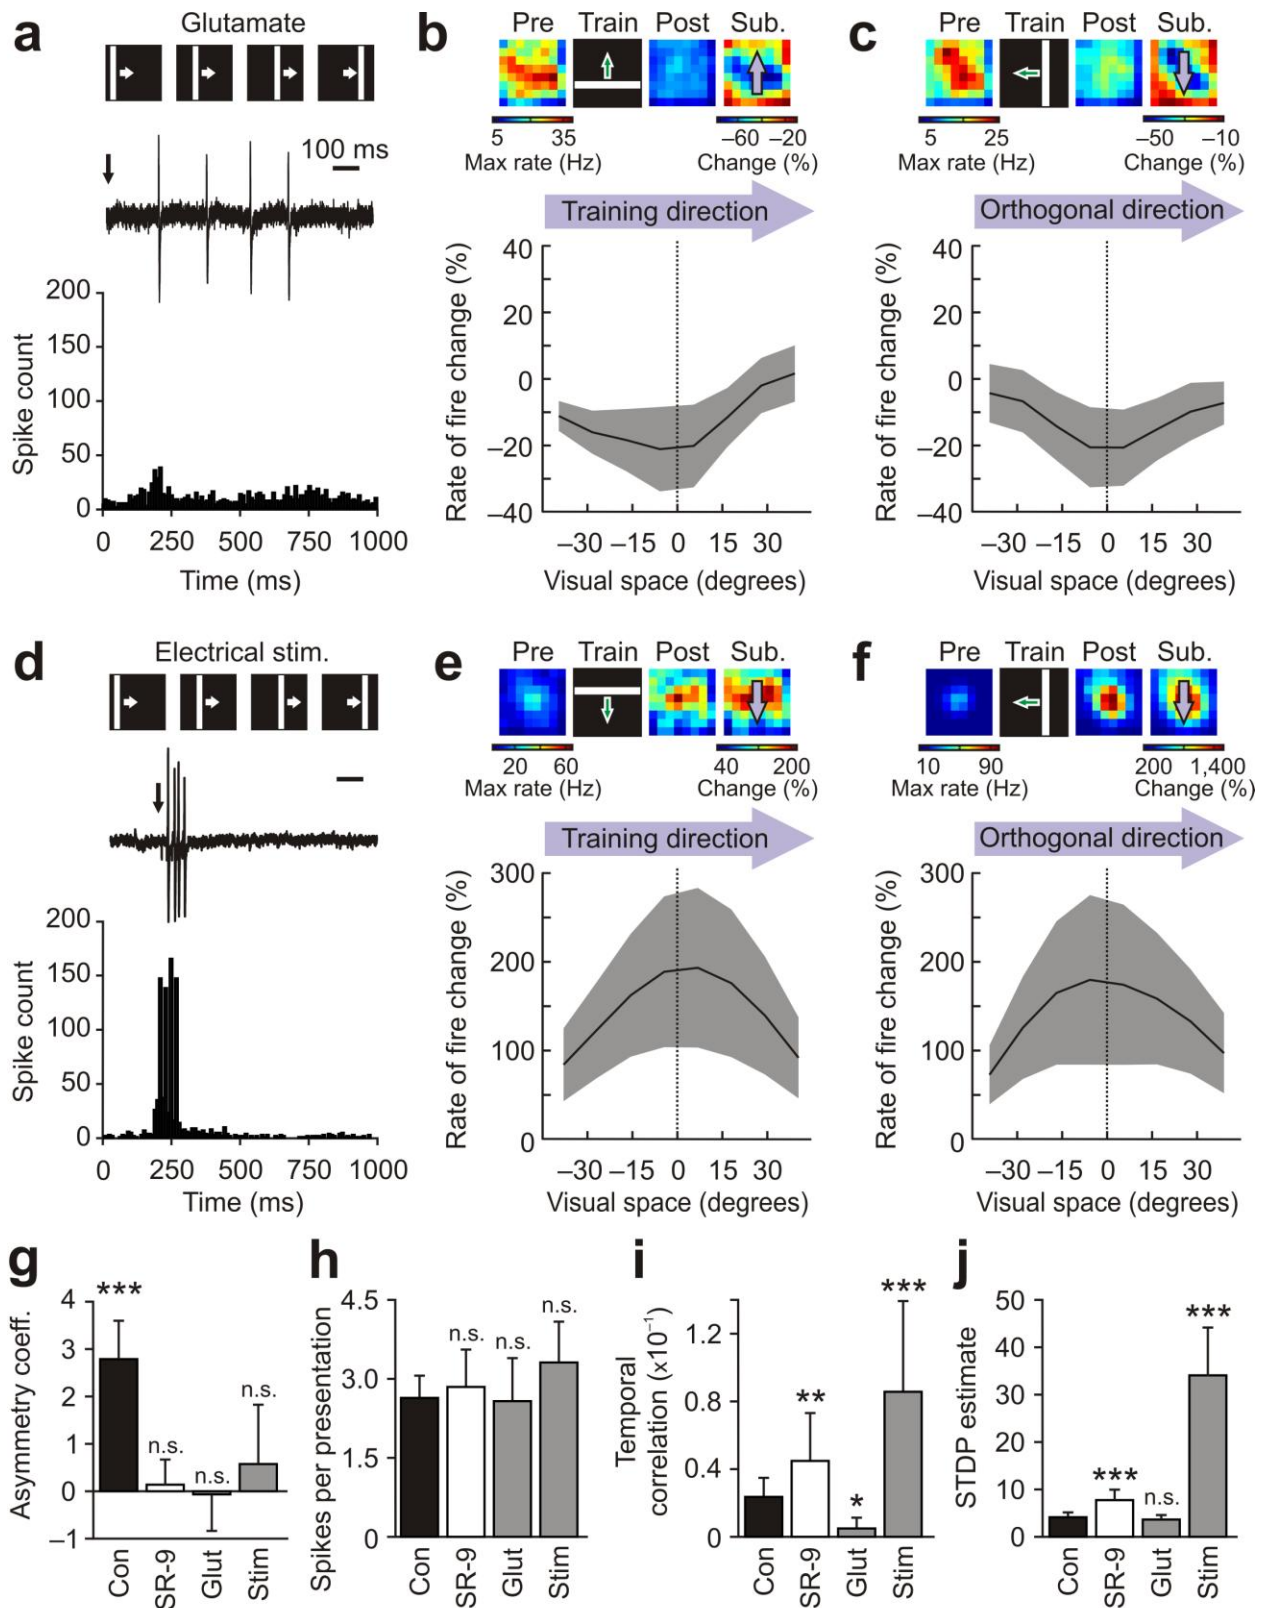 a Glutamate
100 ms
200
150
100
50
0
Spike count
0 250 500 750 1000
Time (ms)
b Pre Train Post Sub.
5 35 –60 –20
Max rate (Hz) Change (%)
Training direction
40
20
0
–20
–40
Rate of fire change (%)
–30 –15 0 15 30
Visual space (degrees)
c Pre Train Post Sub.
5 25 –50 –10
Max rate (Hz) Change (%)
Orthogonal direction
40
20
0
–20
–40
Rate of fire change (%)
–30 –15 0 15 30
Visual space (degrees)
d Electrical stim.
200
150
100
50
0
Spike count
0 250 500 750 1000
Time (ms)
e Pre Train Post Sub.
20 60 40 200
Max rate (Hz) Change (%)
Training direction
300
200
100
0
Rate of fire change (%)
–30 –15 0 15 30
Visual space (degrees)
f Pre Train Post Sub.
10 90 200 1,400
Max rate (Hz) Change (%)
Orthogonal direction
300
200
100
0
Rate of fire change (%)
–30 –15 0 15 30
Visual space (degrees)
g
***
n.s.
n.s.
n.s.
4
3
2
1
0
–1
Asymmetry coeff.
Con SR-9 Glut Stim
h
n.s.
n.s.
n.s.
4.5
3.0
1.5
0
Spikes per presentation
Con SR-9 Glut Stim
i
**
*
***
1.2
0.8
0.4
0
Temporal
correlation (x10⁻¹)
Con SR-9 Glut Stim
j
***
n.s.
***
50
40
30
20
10
0
STDP estimate
Con SR-9 Glut Stim